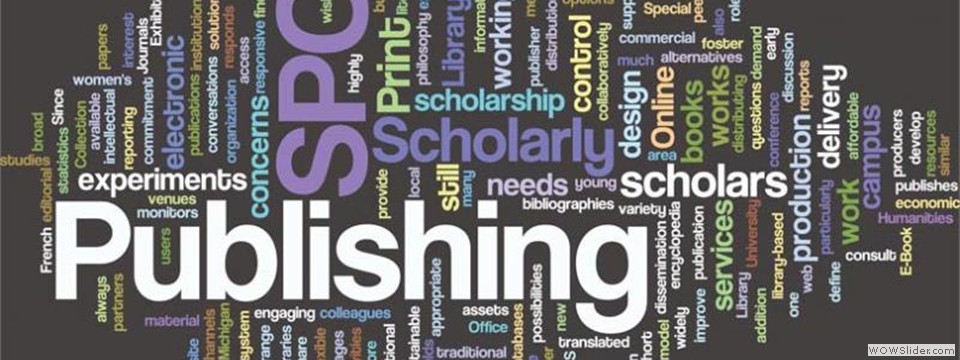 papers
interest
Journals
Exhibit
women's
Since
Collection
available
intellectual
reporting
commitment
electronic
publications
institution
conversations
solutions
organization
responds
access
responsive
concerns
SPO
highly
Print
philosophy
Library
information
working
publisher
distribution
options
control
collaboratively
commercial
Special
foster
also
much
alternatives
scholarship
Scholarly
design
Online
area
books
works
distributing
questions
demand
early
discussion
conference
reports
production
delivery
affordable
campus
producers
develop
resources
similar
broad
studies
statistics
experiments
venues
monitors
French
editorial
provide
local
still
many
needs
young
scholars
bibliographies
variety
publishes
economic
Humanities
particularly
work
Publishing
users
always
partners
material
Michigan
system
engaging
colleagues
appropriate
traditional
assets
Office
possibilities
new
translated
model
dissemination
widely
encyclopedia
improve
publication
services
Library
University
addition
library-based
one
web
define
consult
E-Book
WOWSlider.com